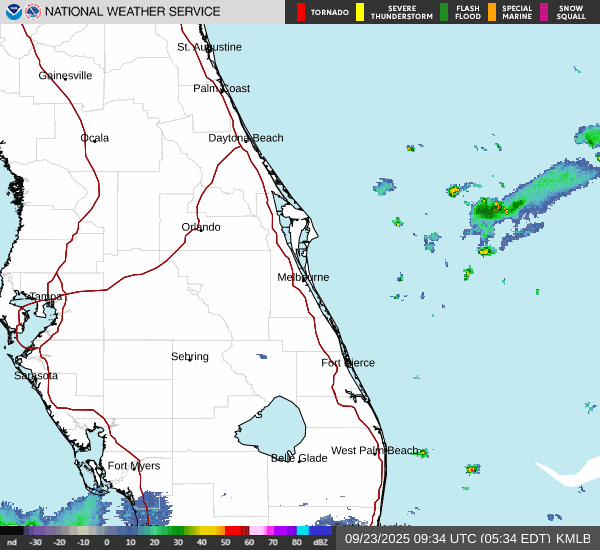 NATIONAL WEATHER SERVICE
TORNADO
SEVERE
THUNDERSTORM
FLASH
FLOOD
SPECIAL
MARINE
SNOW
SQUALL
St. Augustine
Gainesville
Palm Coast
Ocala
Daytona Beach
Orlando
Melbourne
Tampa
Sebring
Fort Pierce
Sarasota
West Palm Beach
Belle Glade
Fort Myers
nd -30 -20 -10 0 10 20 30 40 50 60 70 80 dBZ
09/23/2025 09:34 UTC (05:34 EDT) KMLB